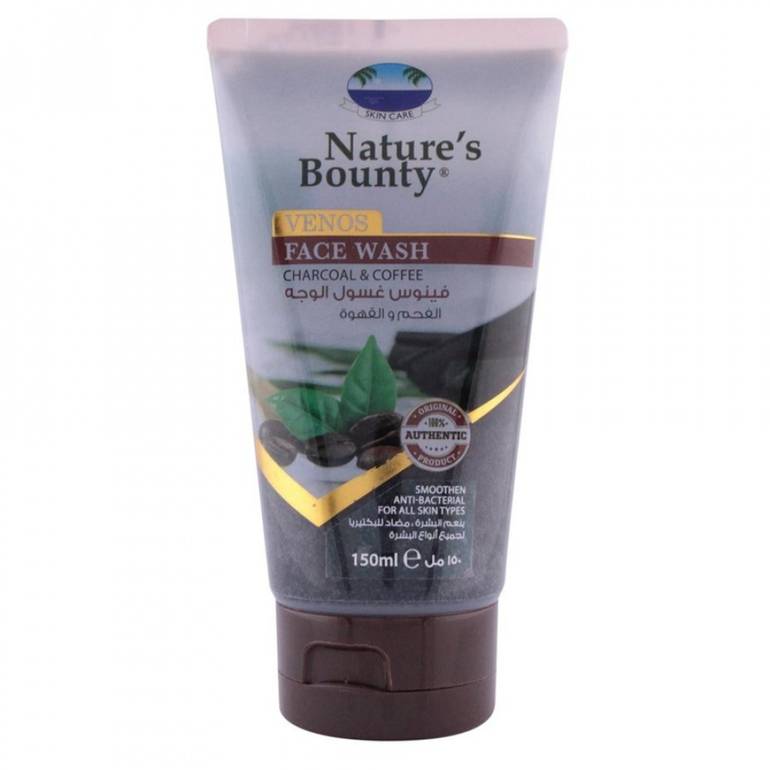 SKIN CARE
Nature's
Bounty®
VENOS
FACE WASH
CHARCOAL & COFFEE
فينوس غسول الوجه
الفحم و القهوة
ORIGINAL
100%
AUTHENTIC
PRODUCT
SMOOTHEN
ANTI-BACTERIAL
FOR ALL SKIN TYPES
ينعم البشرة ، مضاد للبكتيريا
لجميع أنواع البشرة
150ml ℮ ١٥٠ مل